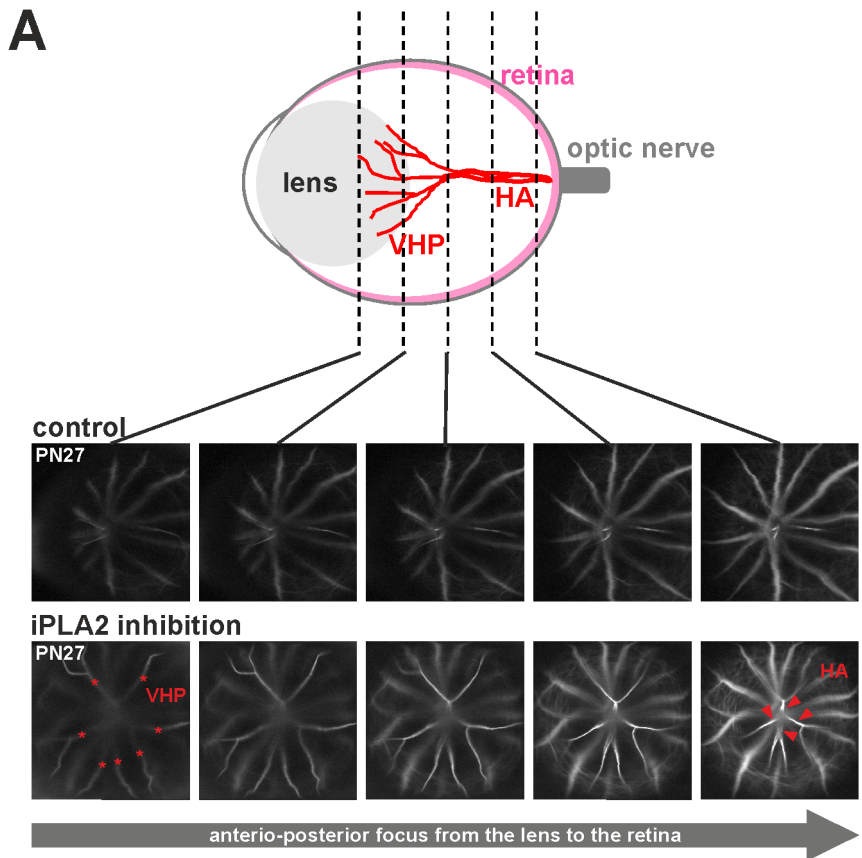 A
retina
optic nerve
lens
HA
VHP
control
PN27
iPLA2 inhibition
PN27
VHP
HA
* * * * * * *
anterio-posterior focus from the lens to the retina